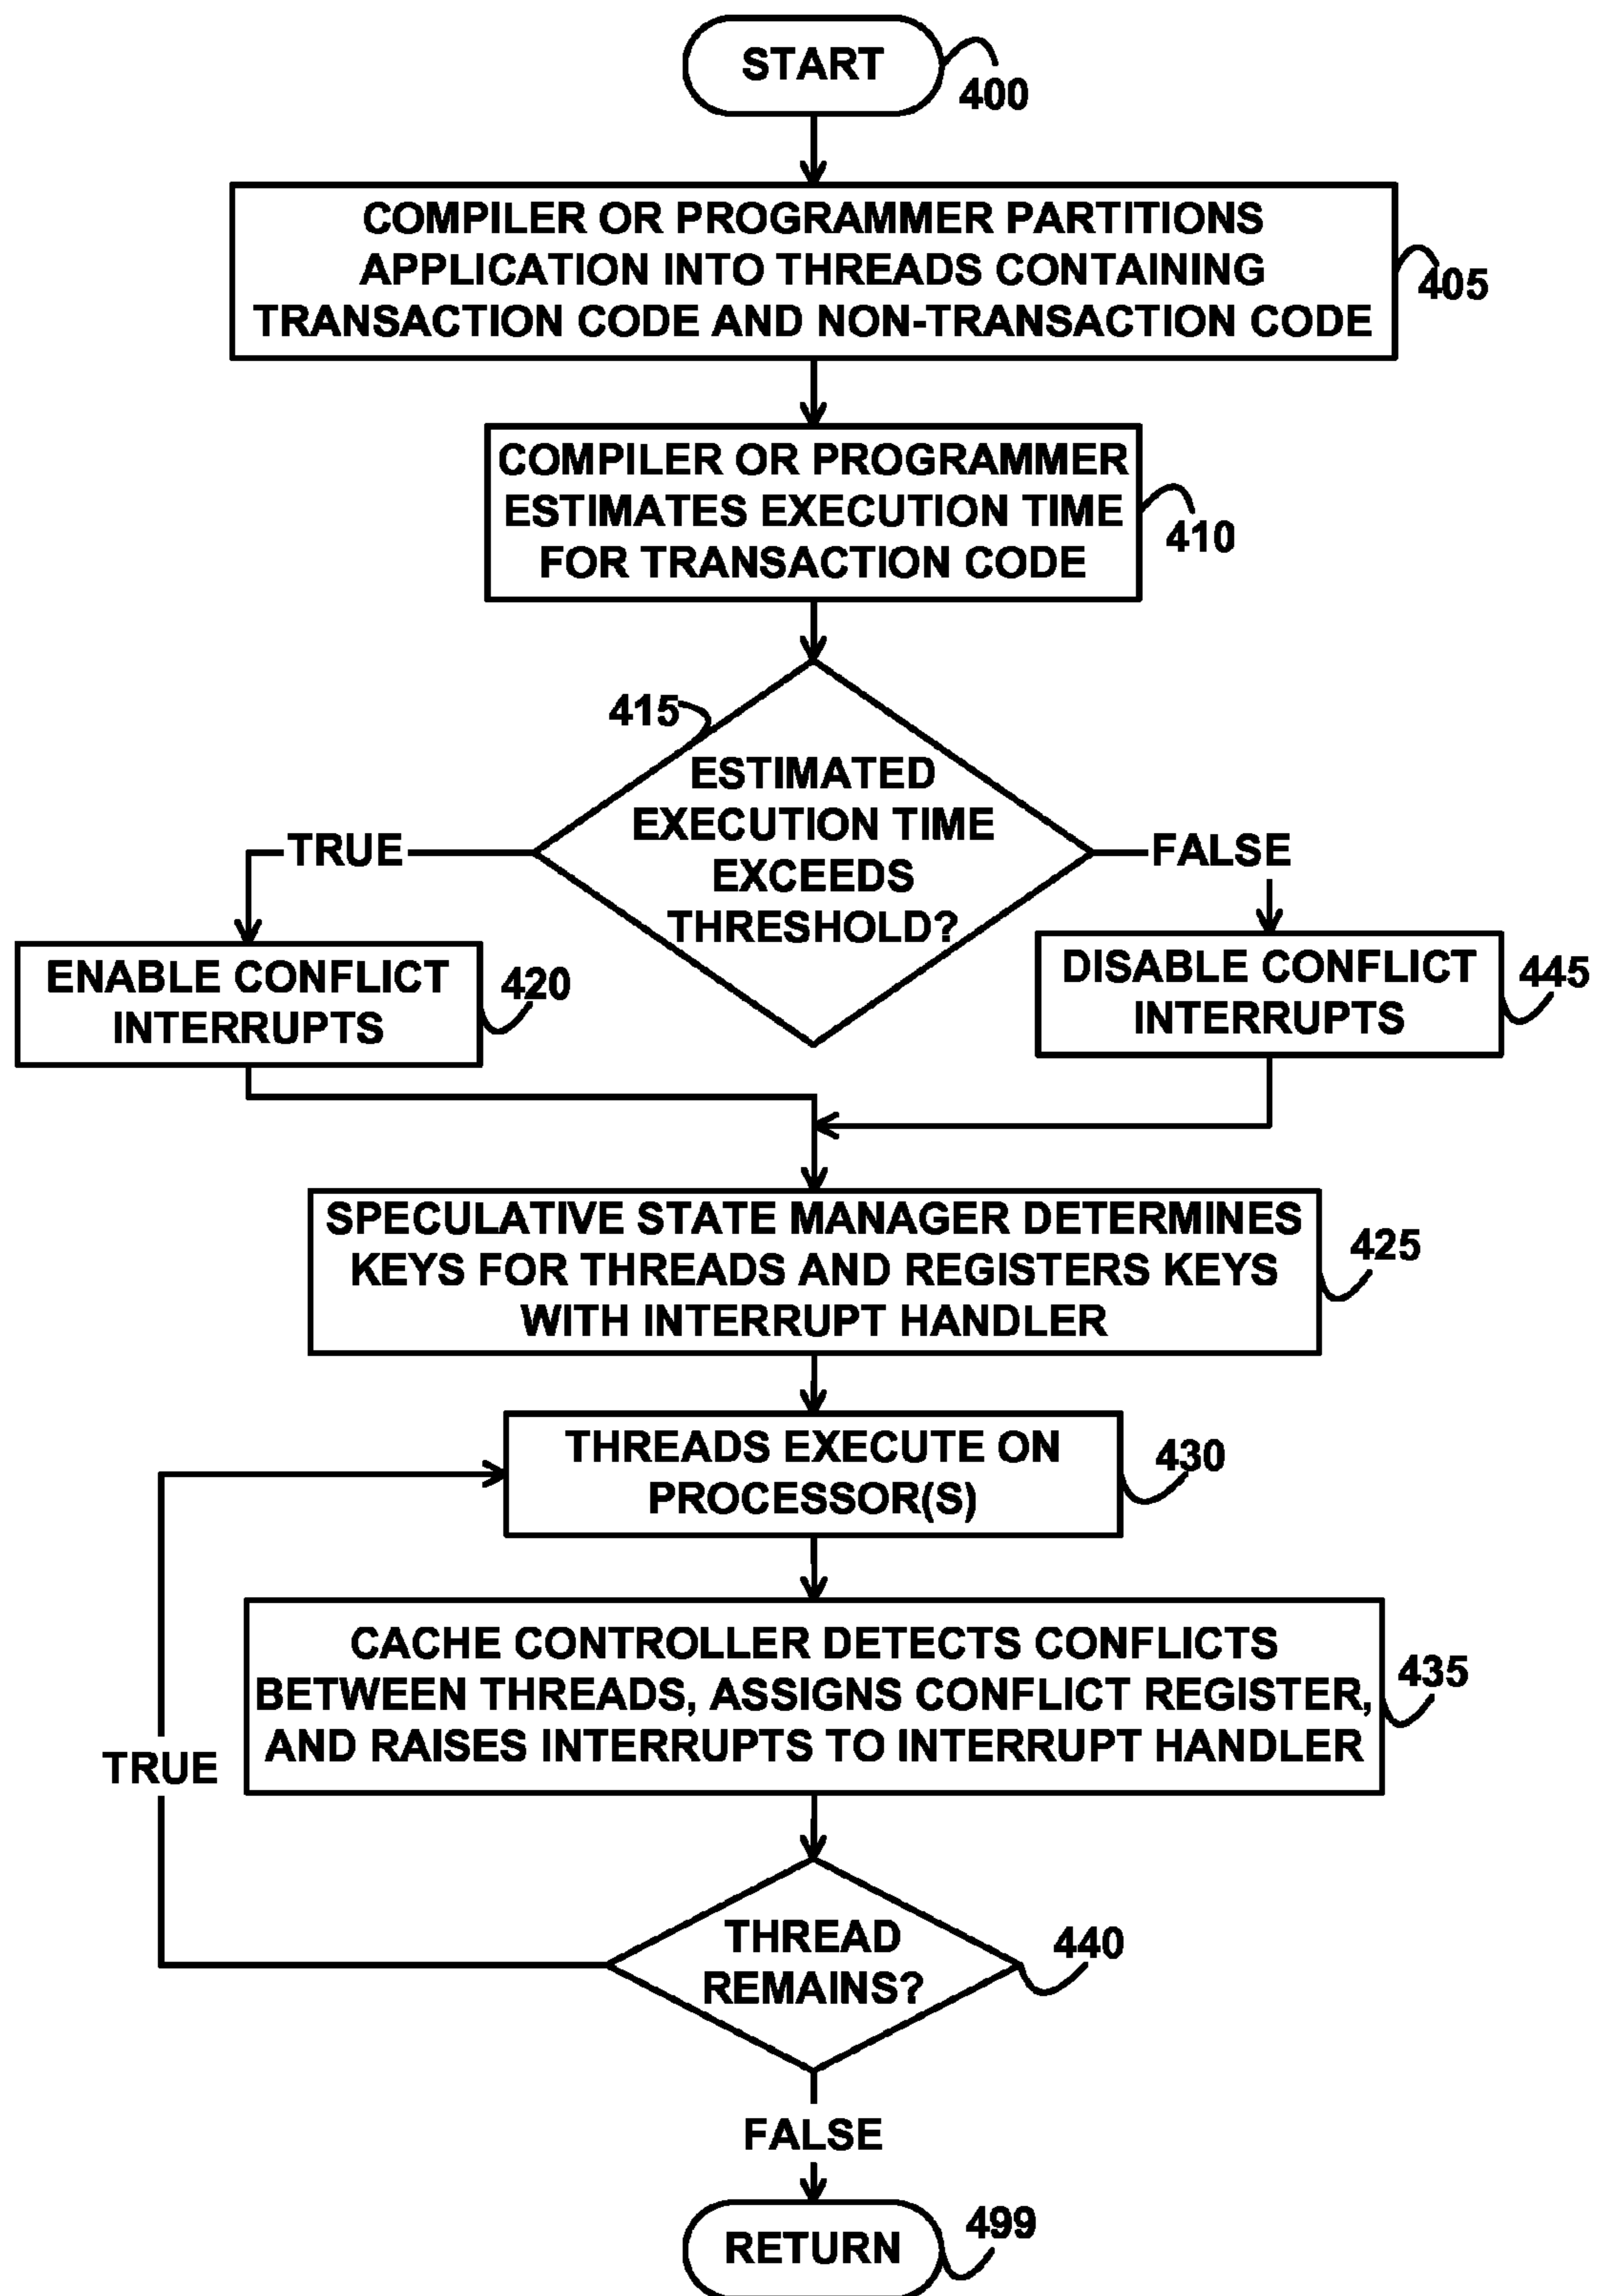 START
400
COMPILER OR PROGRAMMER PARTITIONS
APPLICATION INTO THREADS CONTAINING
TRANSACTION CODE AND NON-TRANSACTION CODE
405
COMPILER OR PROGRAMMER
ESTIMATES EXECUTION TIME
FOR TRANSACTION CODE
410
415
ESTIMATED
EXECUTION TIME
EXCEEDS
THRESHOLD?
TRUE
FALSE
ENABLE CONFLICT
INTERRUPTS
420
DISABLE CONFLICT
INTERRUPTS
445
SPECULATIVE STATE MANAGER DETERMINES
KEYS FOR THREADS AND REGISTERS KEYS
WITH INTERRUPT HANDLER
425
THREADS EXECUTE ON
PROCESSOR(S)
430
CACHE CONTROLLER DETECTS CONFLICTS
BETWEEN THREADS, ASSIGNS CONFLICT REGISTER,
AND RAISES INTERRUPTS TO INTERRUPT HANDLER
435
TRUE
THREAD
REMAINS?
440
FALSE
RETURN
499